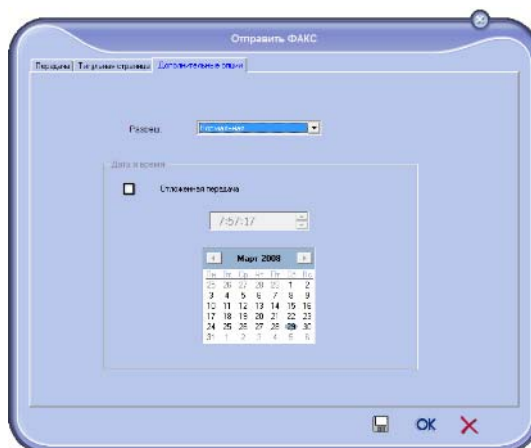 Отправить ФАКС
Передача Титульная страница Дополнительные опции
Разреш. Нормальная
Дата и время
Отложенная передача
7:57:17
Март 2008
Пн Вт Ср Чт Пт Сб Вс
25 26 27 28 29 1 2
3 4 5 6 7 8 9
10 11 12 13 14 15 16
17 18 19 20 21 22 23
24 25 26 27 28 29 30
31 1 2 3 4 5 6
OK